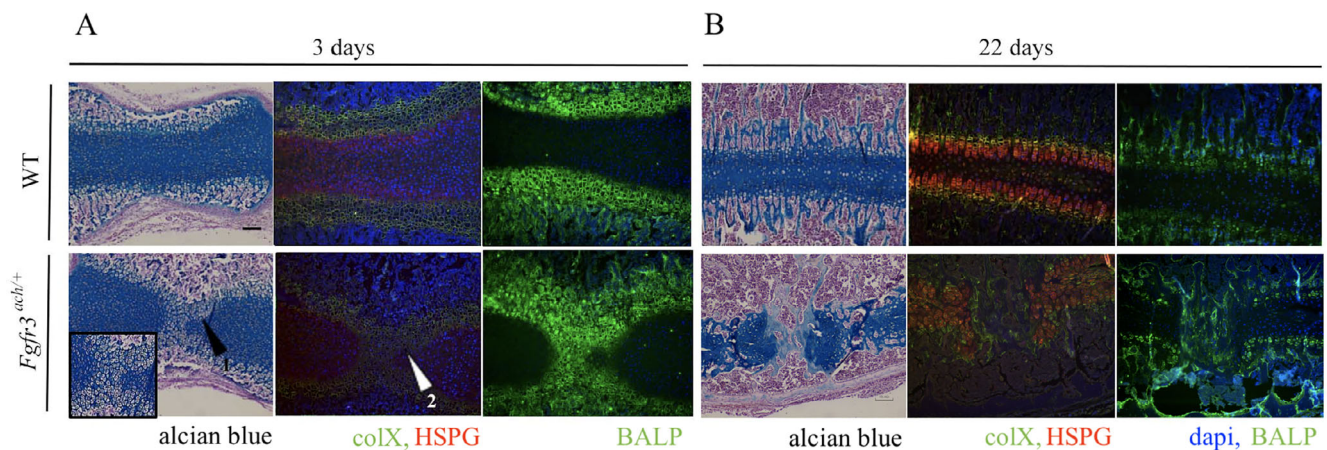 A
B
3 days
22 days
WT
Fgfr3 ach/+
1
2
alcian blue
colX, HSPG
BALP
alcian blue
colX, HSPG
dapi, BALP